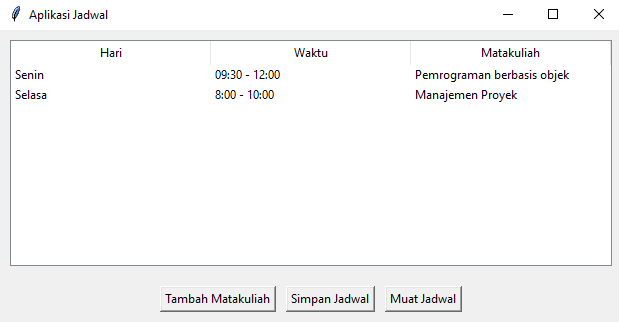 Aplikasi Jadwal
Hari Waktu Matakuliah
Senin 09:30 - 12:00 Pemrograman berbasis objek
Selasa 8:00 - 10:00 Manajemen Proyek
Tambah Matakuliah Simpan Jadwal Muat Jadwal